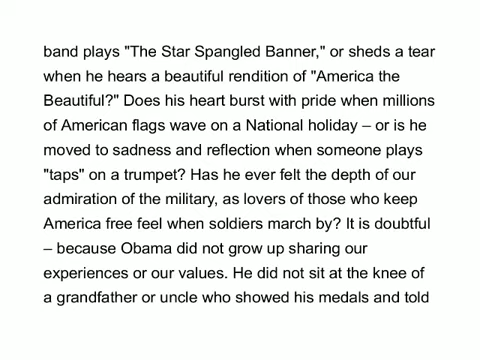 band plays "The Star Spangled Banner," or sheds a tear
when he hears a beautiful rendition of "America the
Beautiful?" Does his heart burst with pride when millions
of American flags wave on a National holiday – or is he
moved to sadness and reflection when someone plays
"taps" on a trumpet? Has he ever felt the depth of our
admiration of the military, as lovers of those who keep
America free feel when soldiers march by? It is doubtful
– because Obama did not grow up sharing our
experiences or our values. He did not sit at the knee of
a grandfather or uncle who showed his medals and told